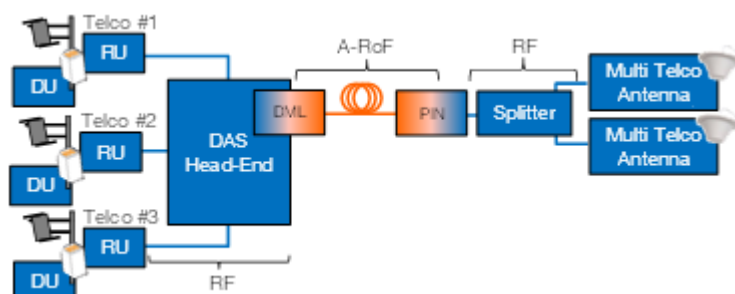 Telco #1
RU
DU
A-RoF
RF
Multi Telco
Antenna
DML
PIN
Splitter
Telco #2
RU
DU
DAS
Head-End
Multi Telco
Antenna
Telco #3
RU
DU
RF